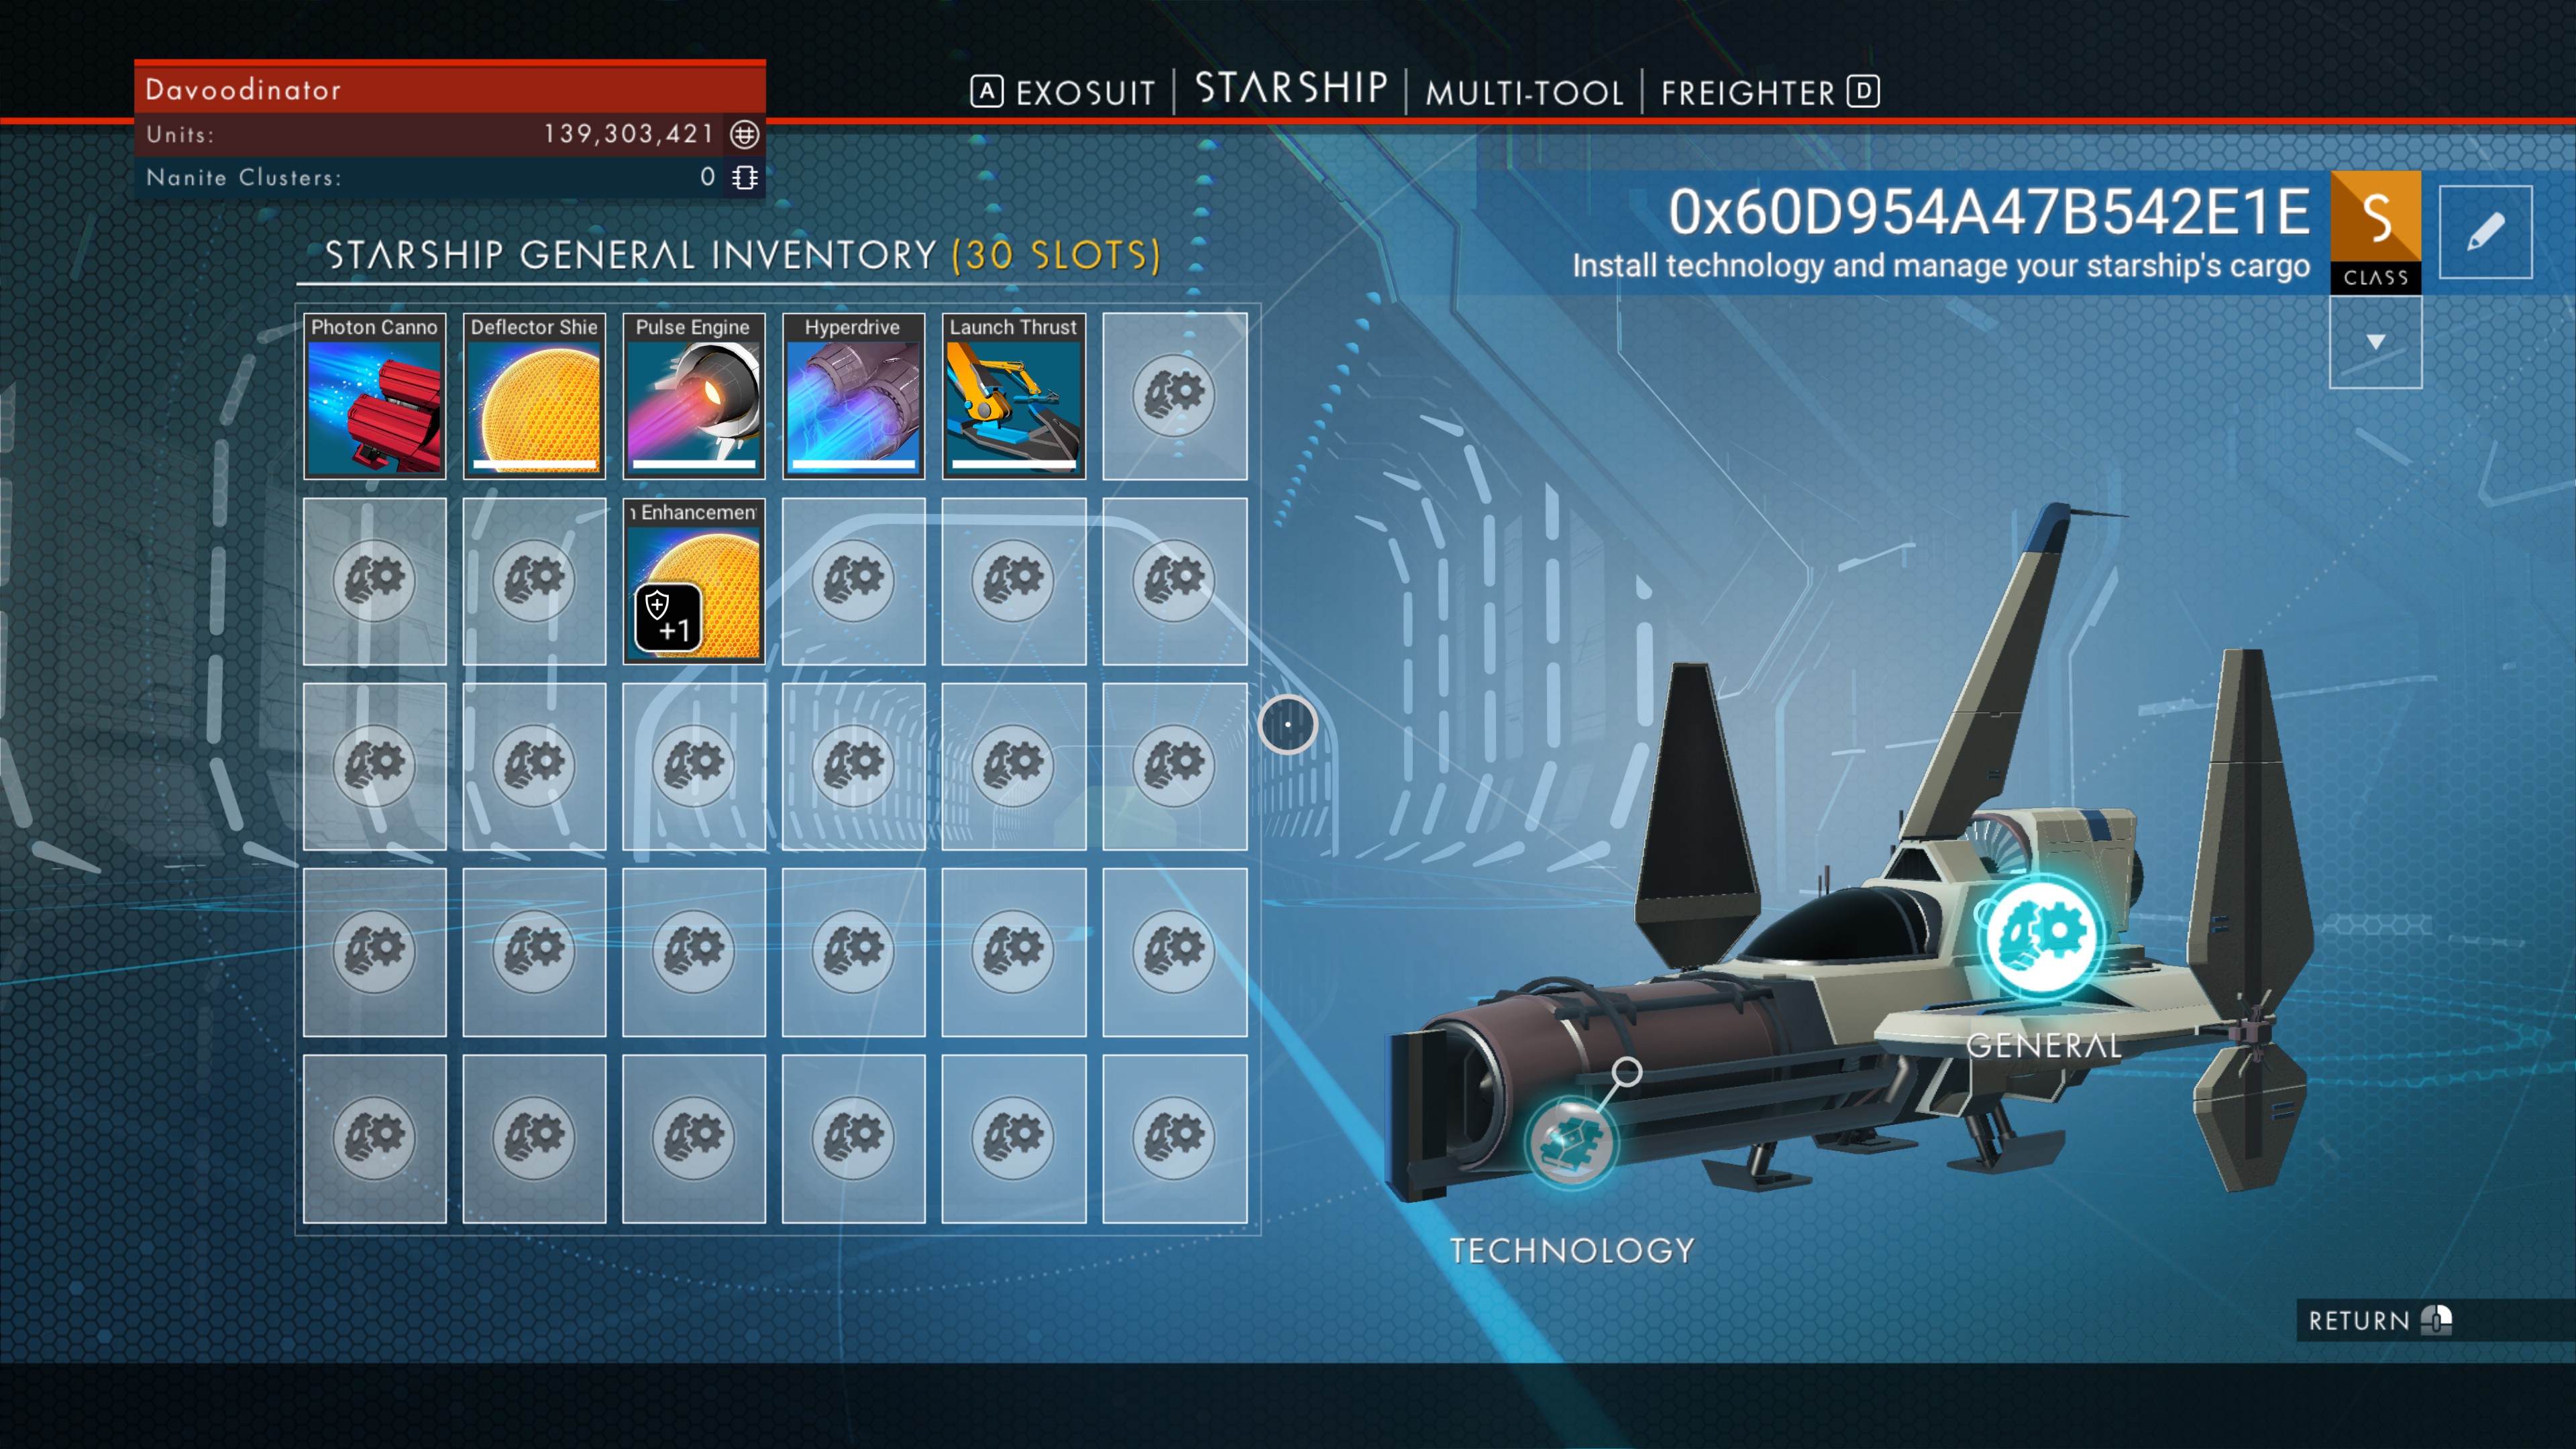 Davoodinator
Units: 139,303,421
Nanite Clusters: 0
A EXOSUIT STARSHIP MULTI-TOOL FREIGHTER D
0x60D954A47B542E1E
Install technology and manage your starship's cargo
S
CLASS
STARSHIP GENERAL INVENTORY (30 SLOTS)
Photon Canno
Deflector Shie
Pulse Engine
Hyperdrive
Launch Thrust
n Enhancemen
+1
GENERAL
TECHNOLOGY
RETURN